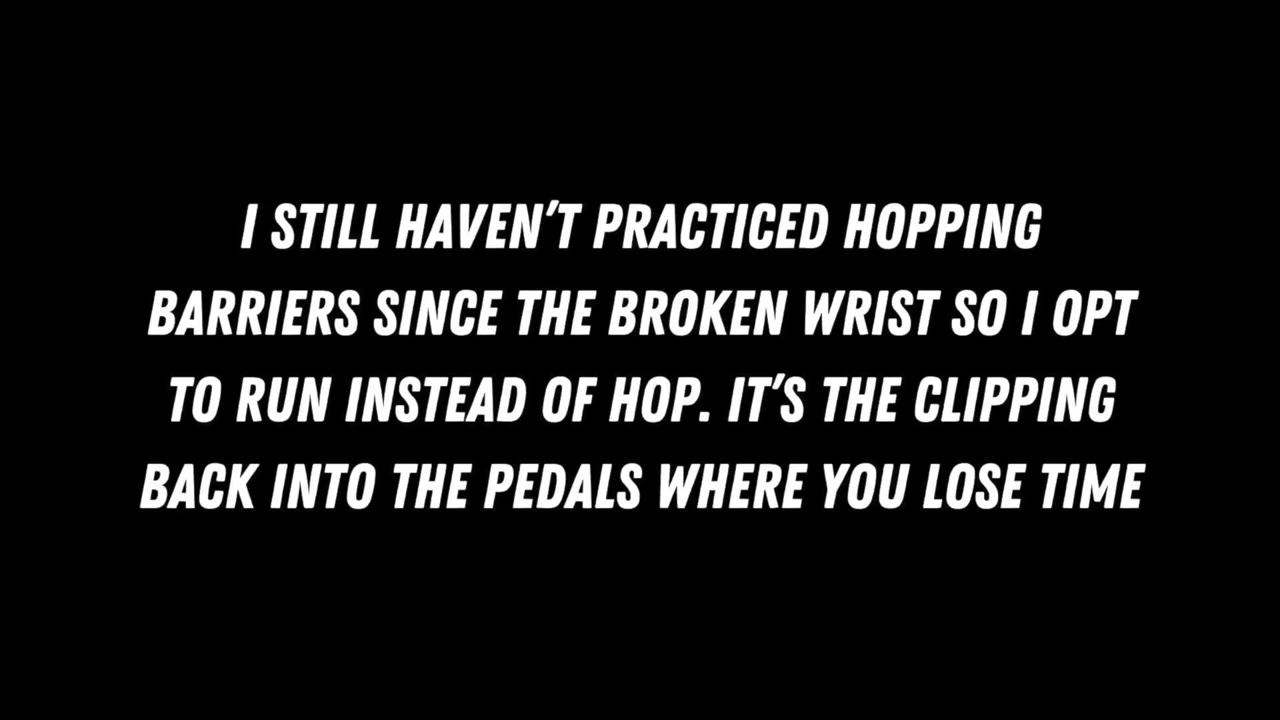 I STILL HAVEN'T PRACTICED HOPPING
BARRIERS SINCE THE BROKEN WRIST SO I OPT
TO RUN INSTEAD OF HOP. IT'S THE CLIPPING
BACK INTO THE PEDALS WHERE YOU LOSE TIME